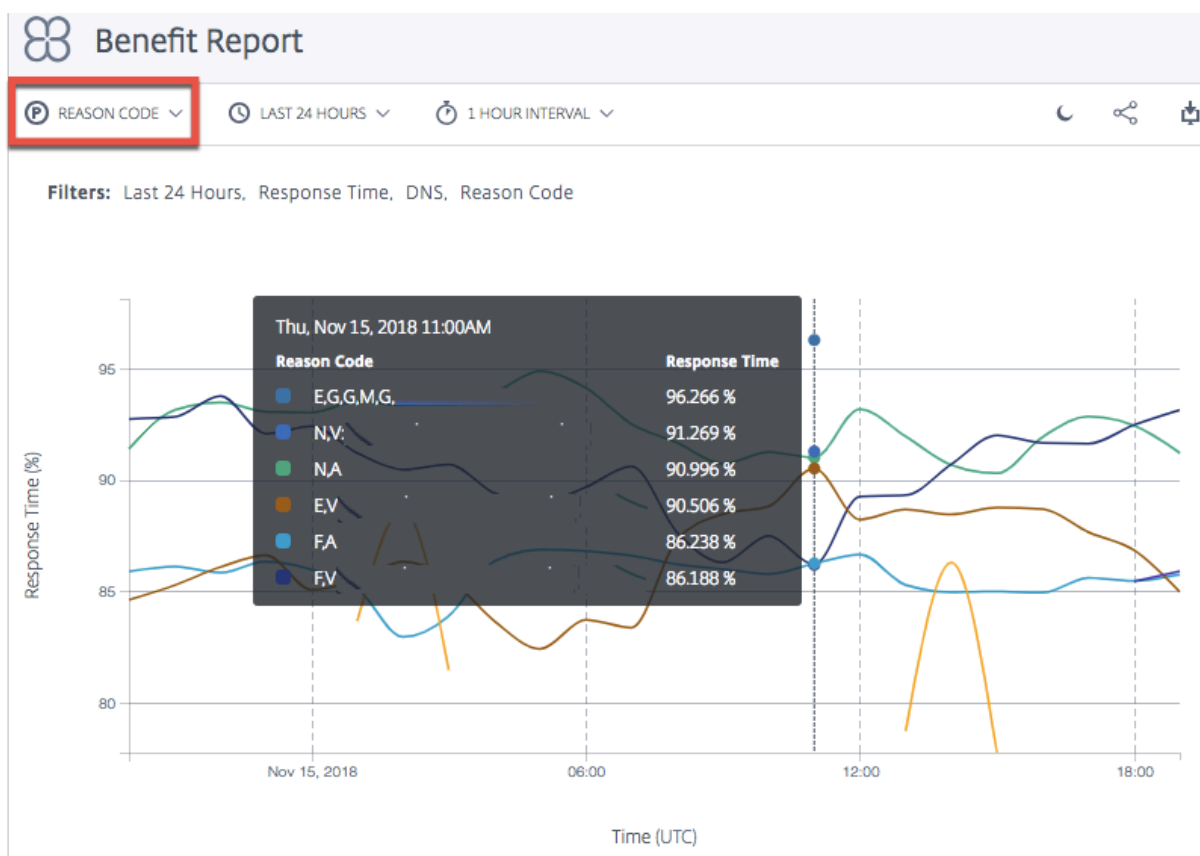 Benefit Report
REASON CODE LAST 24 HOURS 1 HOUR INTERVAL
Filters: Last 24 Hours, Response Time, DNS, Reason Code
Thu, Nov 15, 2018 11:00AM
Reason Code Response Time
E,G,G,M,G, 96.266 %
N,V: 91.269 %
N,A 90.996 %
E,V 90.506 %
F,A 86.238 %
F,V 86.188 %
95
90
85
80
Response Time (%)
Nov 15, 2018 06:00 12:00 18:00
Time (UTC)